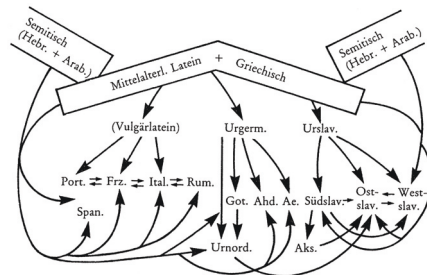 Semitisch
(Hebr. + Arab.)
Semitisch
(Hebr. + Arab.)
Mittelalterl. Latein + Griechisch
(Vulgärlatein) Urgerm. Urslav.
Port. Frz. Ital. Rum.
Span.
Got. Ahd. Ae. Südslav.
Ost-
slav.
West-
slav.
Urnord. Aks.